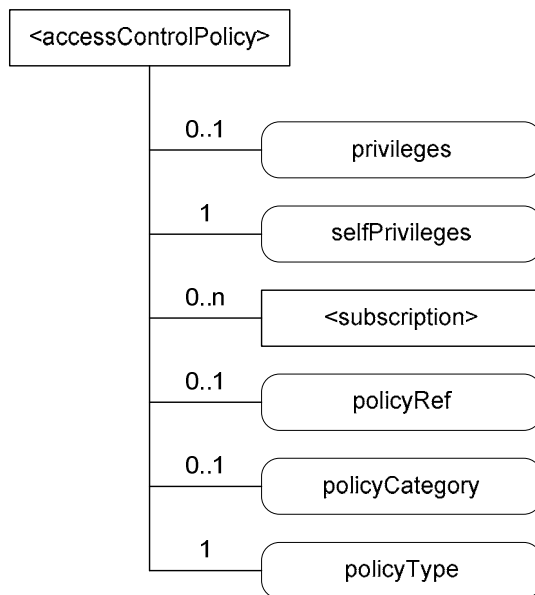 <accessControlPolicy>
0..1
privileges
1
selfPrivileges
0..n
<subscription>
0..1
policyRef
0..1
policyCategory
1
policyType